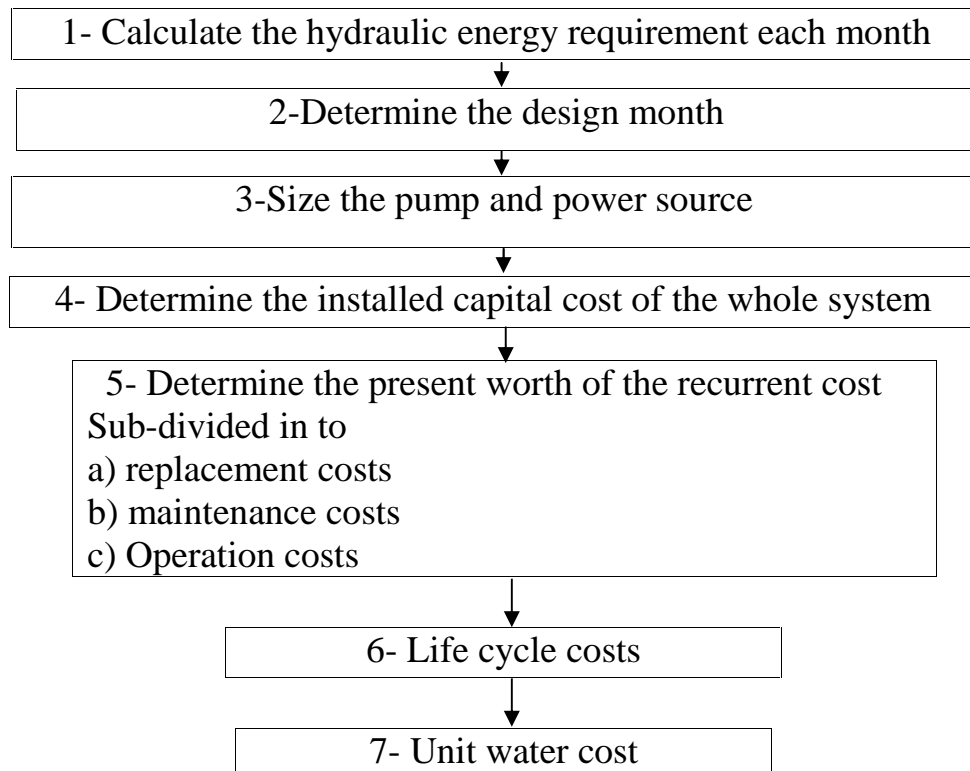 1- Calculate the hydraulic energy requirement each month
2-Determine the design month
3-Size the pump and power source
4- Determine the installed capital cost of the whole system
5- Determine the present worth of the recurrent cost
Sub-divided in to
a) replacement costs
b) maintenance costs
c) Operation costs
6- Life cycle costs
7- Unit water cost